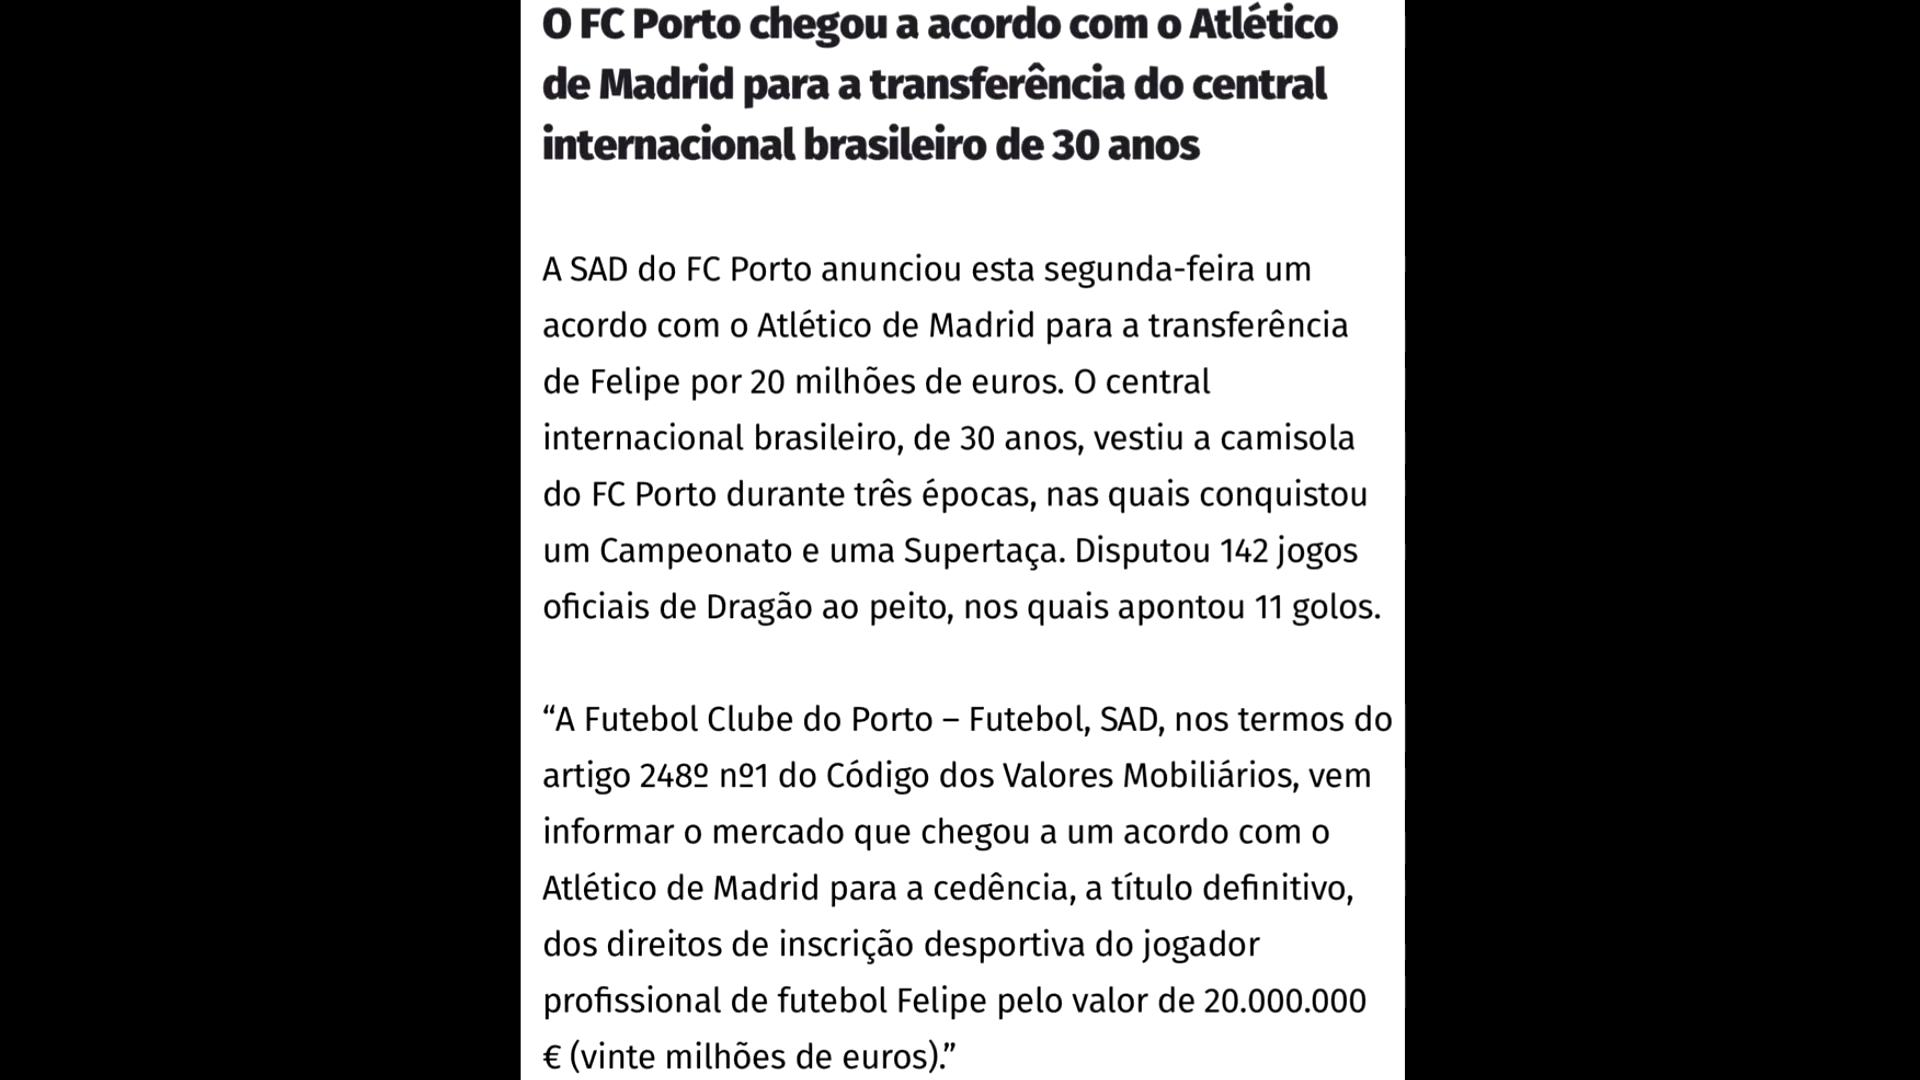 O FC Porto chegou a acordo com o Atlético
de Madrid para a transferência do central
internacional brasileiro de 30 anos
A SAD do FC Porto anunciou esta segunda-feira um
acordo com o Atlético de Madrid para a transferência
de Felipe por 20 milhões de euros. O central
internacional brasileiro, de 30 anos, vestiu a camisola
do FC Porto durante três épocas, nas quais conquistou
um Campeonato e uma Supertaça. Disputou 142 jogos
oficiais de Dragão ao peito, nos quais apontou 11 golos.
“A Futebol Clube do Porto – Futebol, SAD, nos termos do
artigo 248º nº1 do Código dos Valores Mobiliários, vem
informar o mercado que chegou a um acordo com o
Atlético de Madrid para a cedência, a título definitivo,
dos direitos de inscrição desportiva do jogador
profissional de futebol Felipe pelo valor de 20.000.000
€ (vinte milhões de euros).”